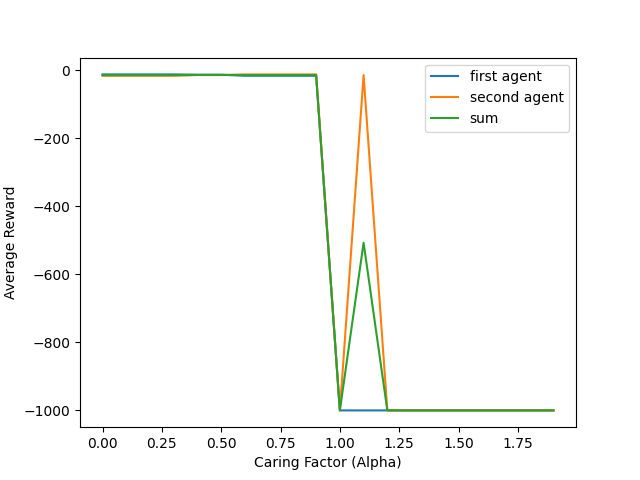 0
−200
−400
−600
−800
−1000
Average Reward
0.00 0.25 0.50 0.75 1.00 1.25 1.50 1.75
Caring Factor (Alpha)
first agent
second agent
sum